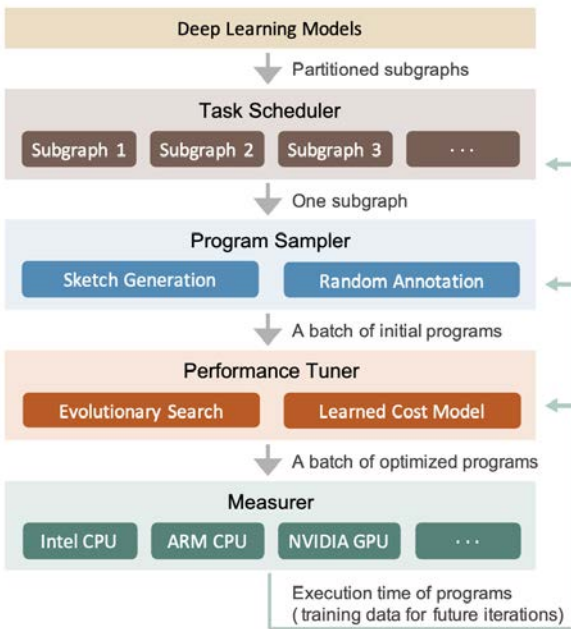 Deep Learning Models
Partitioned subgraphs
Task Scheduler
Subgraph 1 Subgraph 2 Subgraph 3 ...
One subgraph
Program Sampler
Sketch Generation Random Annotation
A batch of initial programs
Performance Tuner
Evolutionary Search Learned Cost Model
A batch of optimized programs
Measurer
Intel CPU ARM CPU NVIDIA GPU ...
Execution time of programs
( training data for future iterations)